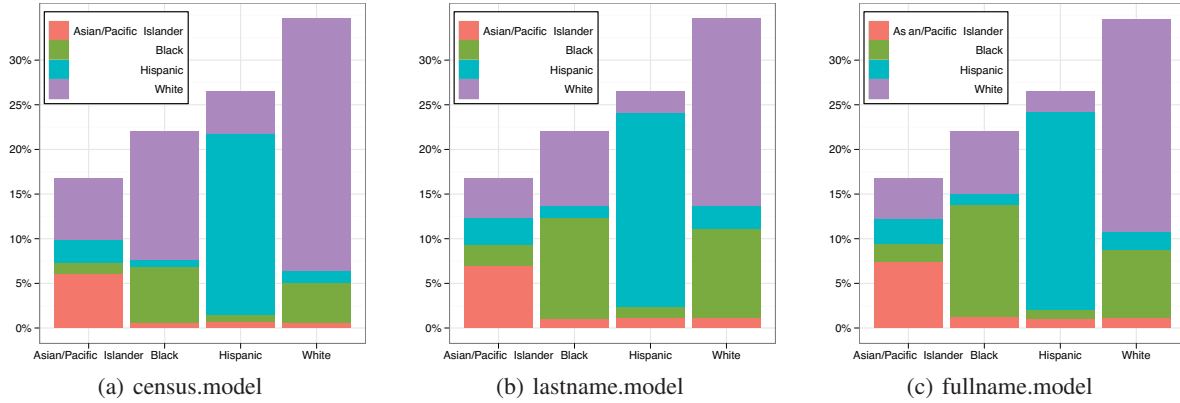 Asian/Pacific Islander
Black
Hispanic
White
30%
25%
20%
15%
10%
5%
0%
Asian/Pacific Islander Black Hispanic White
(a) census.model
Asian/Pacific Islander
Black
Hispanic
White
30%
25%
20%
15%
10%
5%
0%
Asian/Pacific Islander Black Hispanic White
(b) lastname.model
As an/Pacific Islander
Black
Hispanic
White
30%
25%
20%
15%
10%
5%
0%
Asian/Pacific Islander Black Hispanic White
(c) fullname.model